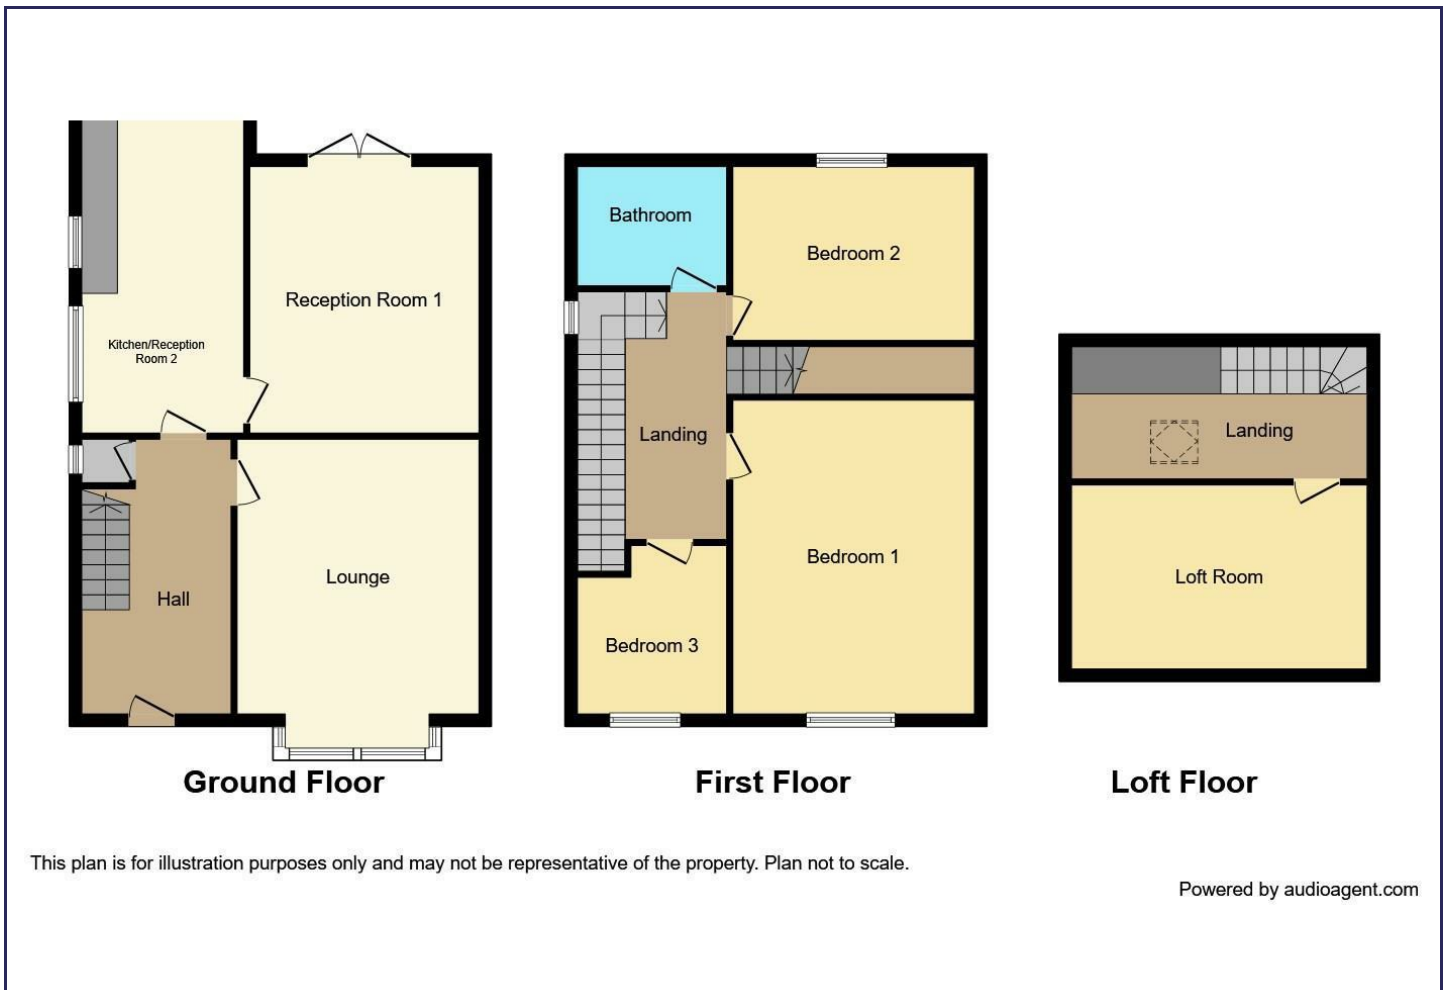 Reception Room 1
Kitchen/Reception
Room 2
Hall
Lounge
Ground Floor
Bathroom
Bedroom 2
Landing
Bedroom 1
Bedroom 3
First Floor
Landing
Loft Room
Loft Floor
This plan is for illustration purposes only and may not be representative of the property. Plan not to scale.
Powered by audioagent.com